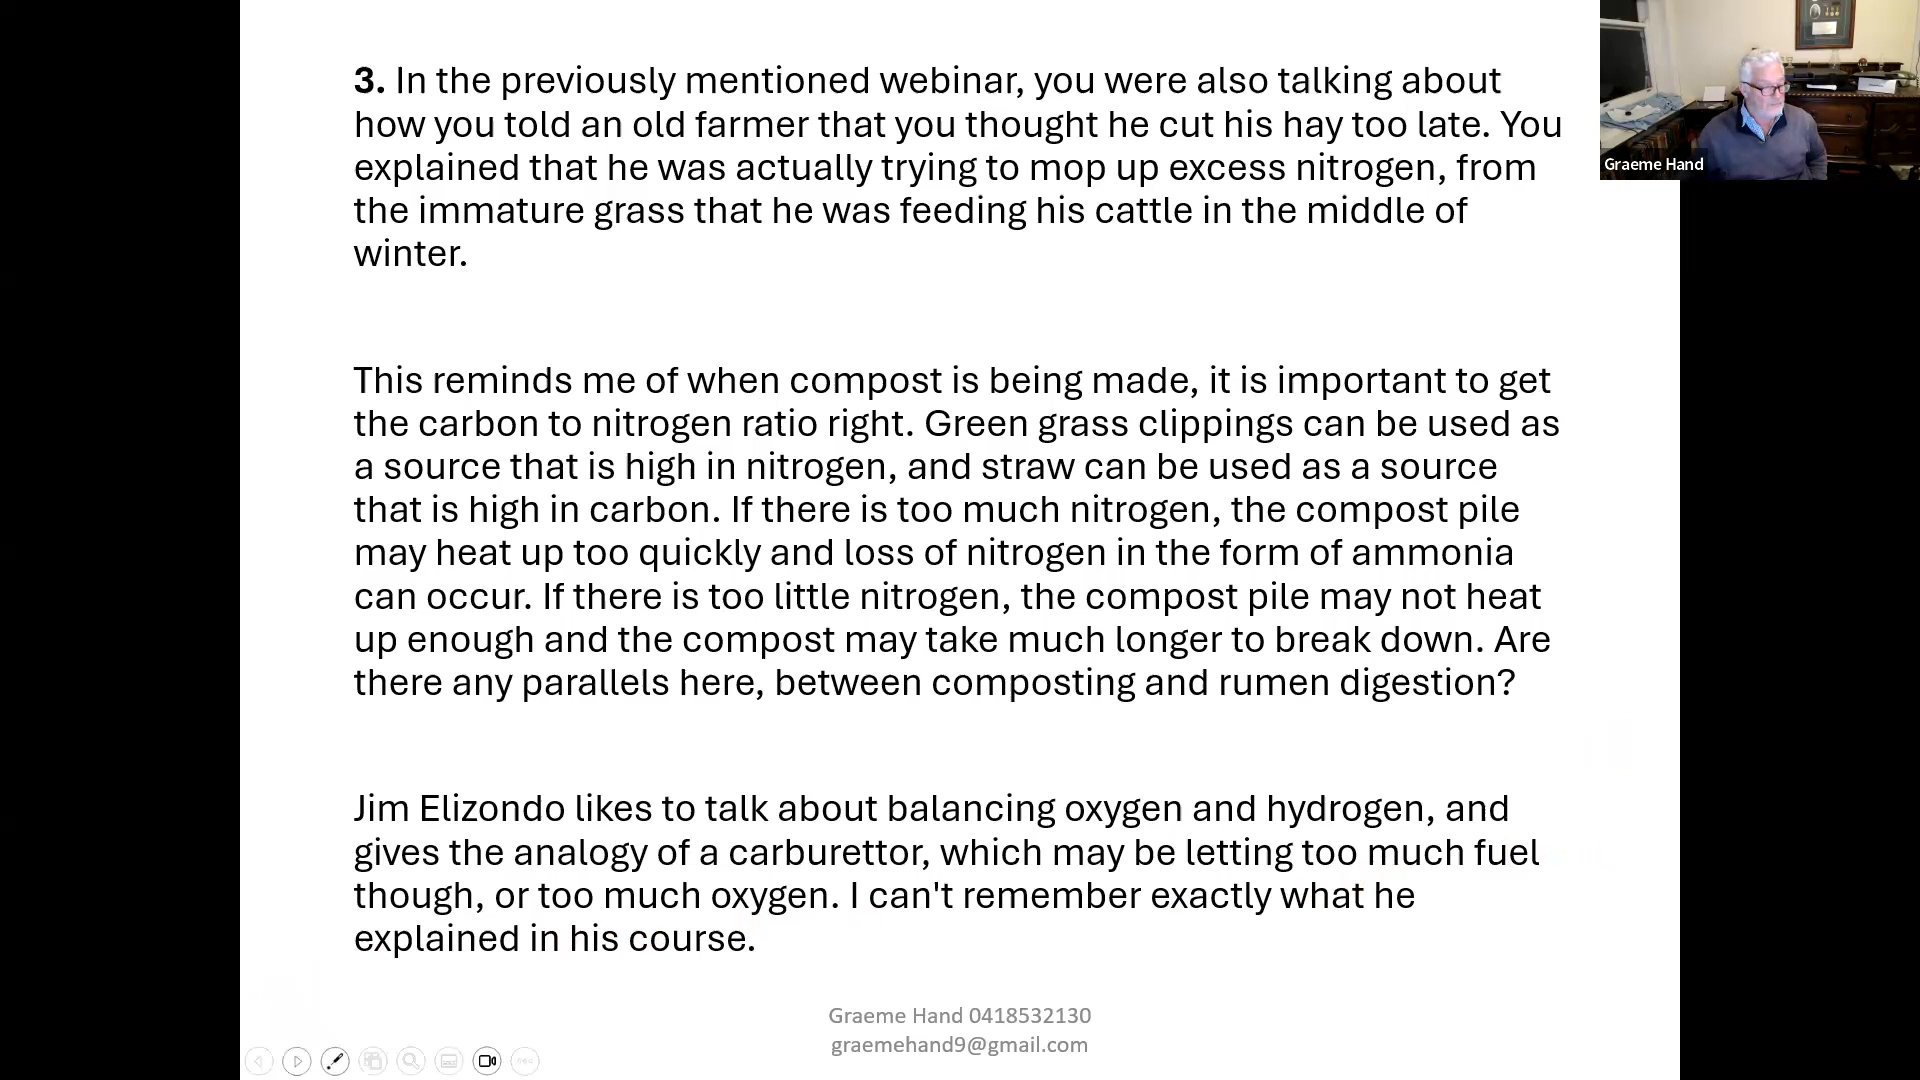 3. In the previously mentioned webinar, you were also talking about
how you told an old farmer that you thought he cut his hay too late. You
explained that he was actually trying to mop up excess nitrogen, from
the immature grass that he was feeding his cattle in the middle of
winter.
This reminds me of when compost is being made, it is important to get
the carbon to nitrogen ratio right. Green grass clippings can be used as
a source that is high in nitrogen, and straw can be used as a source
that is high in carbon. If there is too much nitrogen, the compost pile
may heat up too quickly and loss of nitrogen in the form of ammonia
can occur. If there is too little nitrogen, the compost pile may not heat
up enough and the compost may take much longer to break down. Are
there any parallels here, between composting and rumen digestion?
Jim Elizondo likes to talk about balancing oxygen and hydrogen, and
gives the analogy of a carburettor, which may be letting too much fuel
though, or too much oxygen. I can't remember exactly what he
explained in his course.
Graeme Hand 0418532130
graemehand9@gmail.com
Graeme Hand